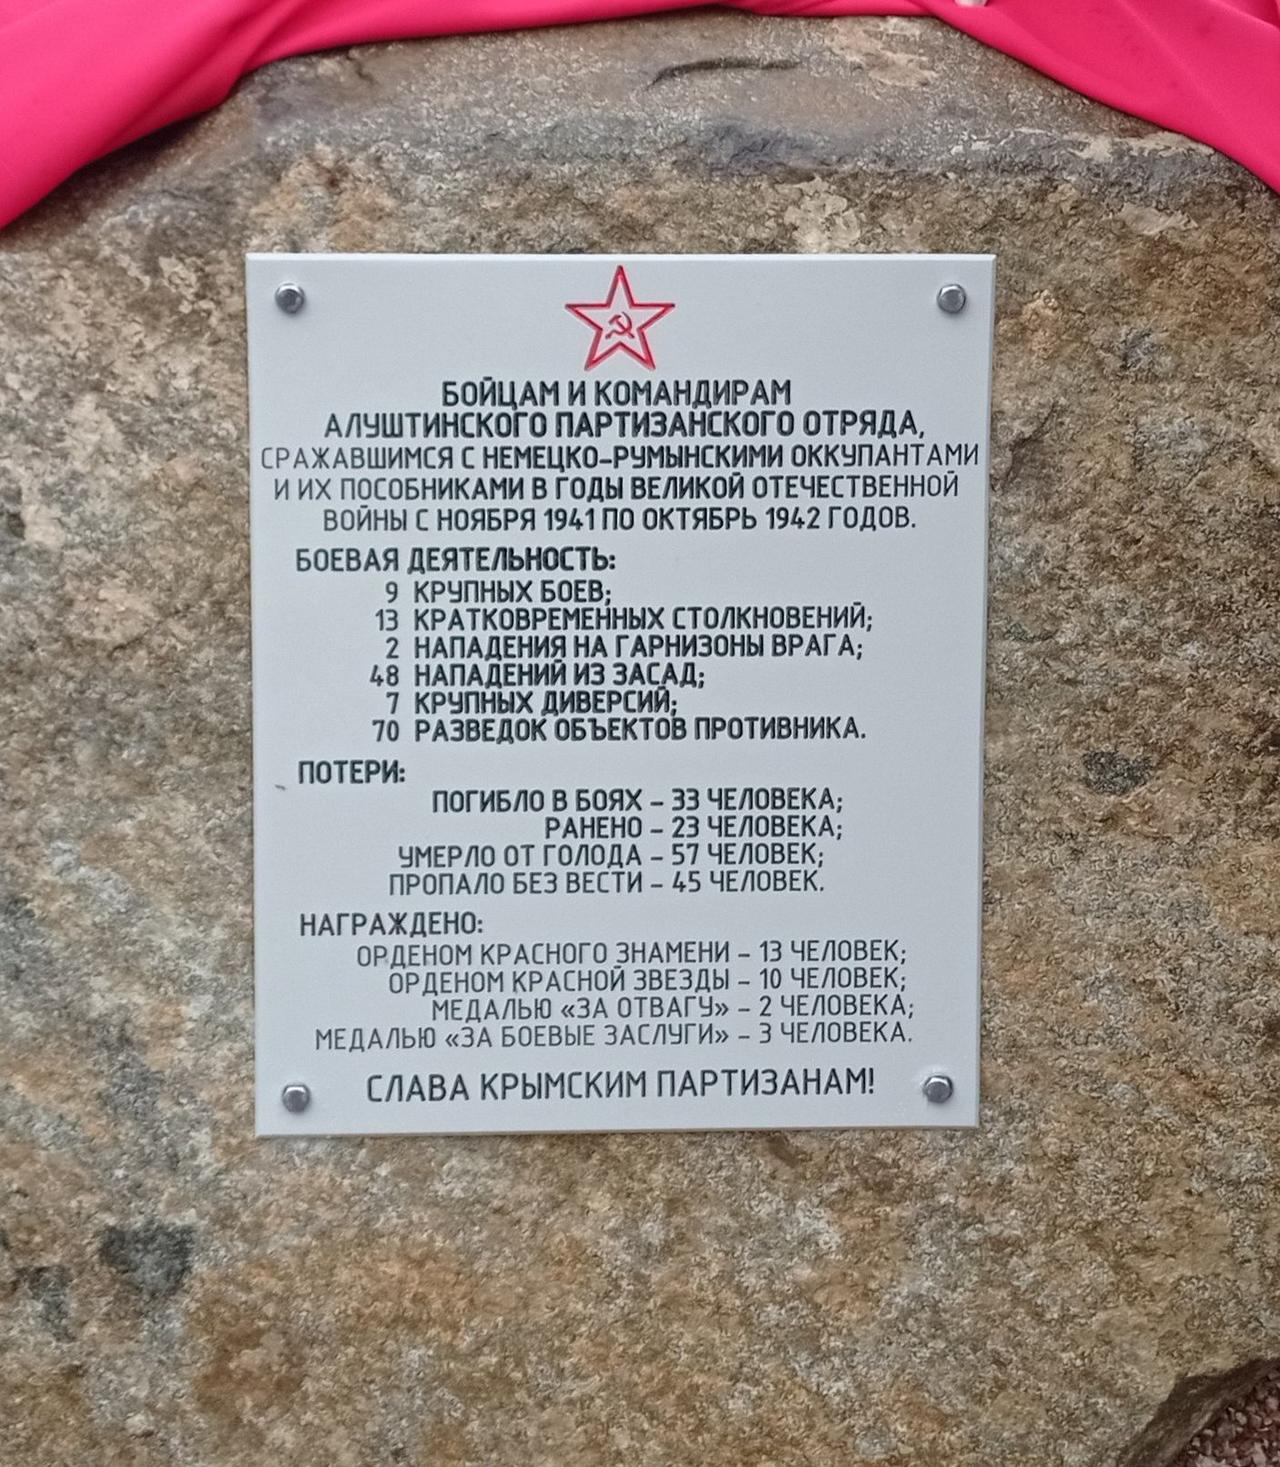 БОЙЦАМ И КОМАНДИРАМ
АЛУШТИНСКОГО ПАРТИЗАНСКОГО ОТРЯДА,
СРАЖАВШИМСЯ С НЕМЕЦКО-РУМЫНСКИМИ ОККУПАНТАМИ
И ИХ ПОСОБНИКАМИ В ГОДЫ ВЕЛИКОЙ ОТЕЧЕСТВЕННОЙ
ВОЙНЫ С НОЯБРЯ 1941 ПО ОКТЯБРЬ 1942 ГОДОВ.
БОЕВАЯ ДЕЯТЕЛЬНОСТЬ:
9 КРУПНЫХ БОЕВ;
13 КРАТКОВРЕМЕННЫХ СТОЛКНОВЕНИЙ;
2 НАПАДЕНИЯ НА ГАРНИЗОНЫ ВРАГА;
48 НАПАДЕНИЙ ИЗ ЗАСАД;
7 КРУПНЫХ ДИВЕРСИЙ;
70 РАЗВЕДОК ОБЪЕКТОВ ПРОТИВНИКА.
ПОТЕРИ:
ПОГИБЛО В БОЯХ – 33 ЧЕЛОВЕКА;
РАНЕНО – 23 ЧЕЛОВЕКА;
УМЕРЛО ОТ ГОЛОДА – 57 ЧЕЛОВЕК;
ПРОПАЛО БЕЗ ВЕСТИ – 45 ЧЕЛОВЕК.
НАГРАЖДЕНО:
ОРДЕНОМ КРАСНОГО ЗНАМЕНИ – 13 ЧЕЛОВЕК;
ОРДЕНОМ КРАСНОЙ ЗВЕЗДЫ – 10 ЧЕЛОВЕК;
МЕДАЛЬЮ «ЗА ОТВАГУ» – 2 ЧЕЛОВЕКА;
МЕДАЛЬЮ «ЗА БОЕВЫЕ ЗАСЛУГИ» – 3 ЧЕЛОВЕКА.
СЛАВА КРЫМСКИМ ПАРТИЗАНАМ!